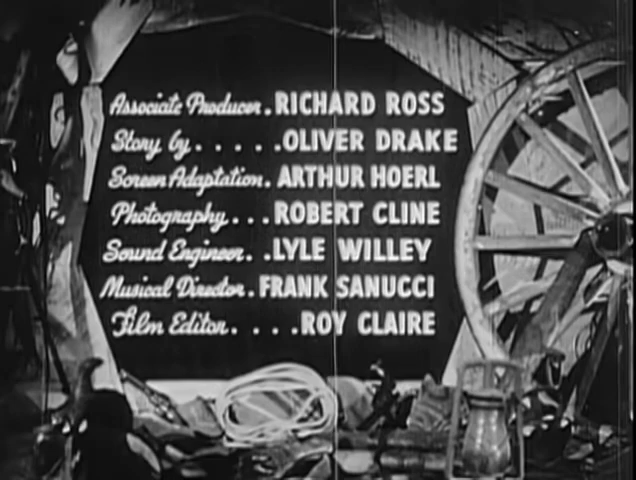 Associate Producer. RICHARD ROSS
Story by. . . . . .OLIVER DRAKE
Screen Adaptation. ARTHUR HOERL
Photography. . . ROBERT CLINE
Sound Engineer. . LYLE WILLEY
Musical Director. FRANK SANUCCI
Film Editor. . . . .ROY CLAIRE